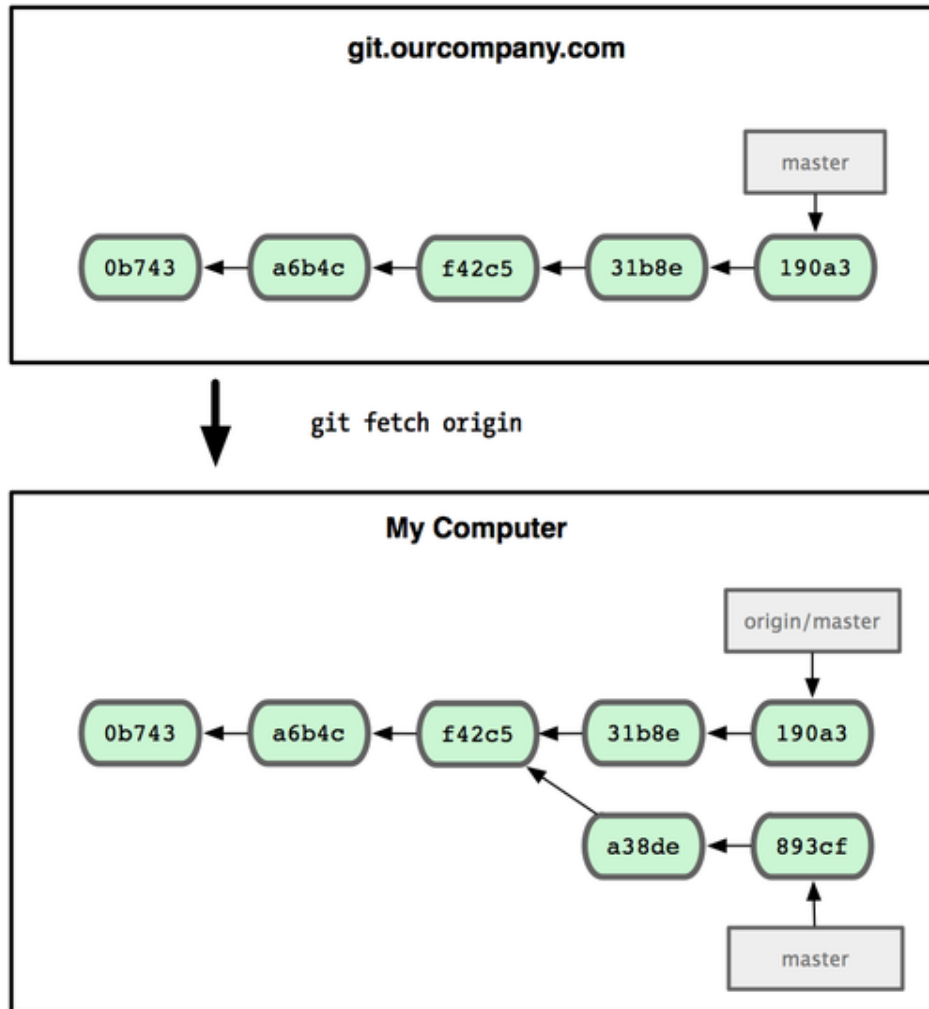 git.ourcompany.com
master
0b743 a6b4c f42c5 31b8e 190a3
git fetch origin
My Computer
origin/master
0b743 a6b4c f42c5 31b8e 190a3
a38de 893cf
master